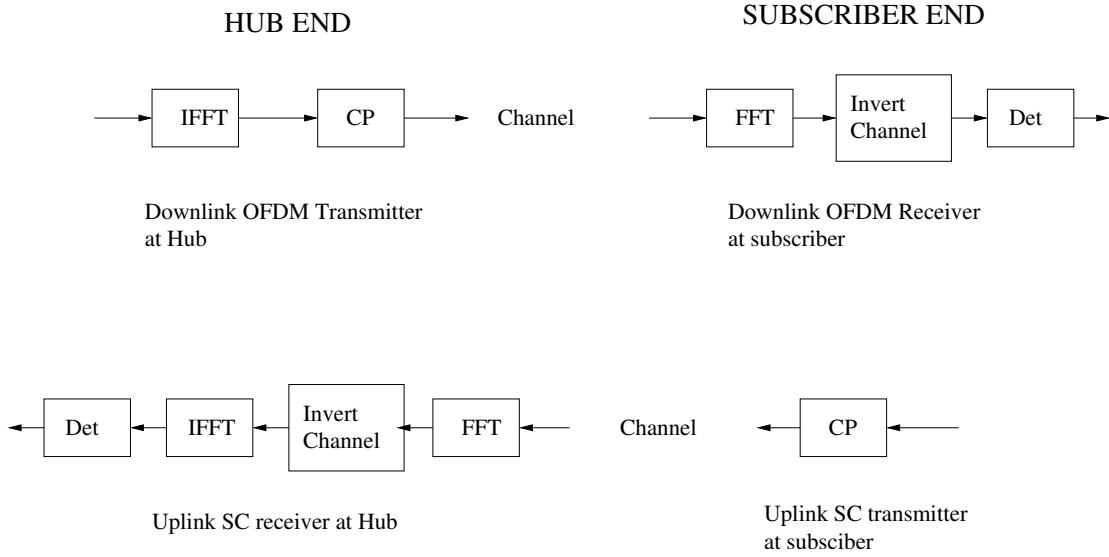 HUB END
SUBSCRIBER END
IFFT
CP
Channel
FFT
Invert
Channel
Det
Downlink OFDM Transmitter
at Hub
Downlink OFDM Receiver
at subscriber
Det
IFFT
Invert
Channel
FFT
Channel
CP
Uplink SC receiver at Hub
Uplink SC transmitter
at subsciber